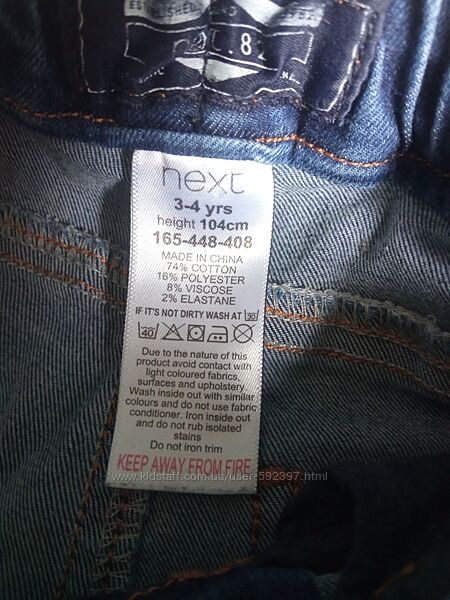 ESTABLISHED
.8
next
3-4 yrs
height 104cm
165-448-408
MADE IN CHINA
74% COTTON
16% POLYESTER
8% VISCOSE
2% ELASTANE
IF IT'S NOT DIRTY WASH AT 30
40
Due to the nature of this
product avoid contact with
light coloured fabrics,
surfaces and upholstery.
Wash inside out with similar
colours and do not use fabric
conditioner. Iron inside out
and do not rub isolated
stains
Do not iron trim
KEEP AWAY FROM FIRE
www.kidstaff.com.ua/user-592397.html